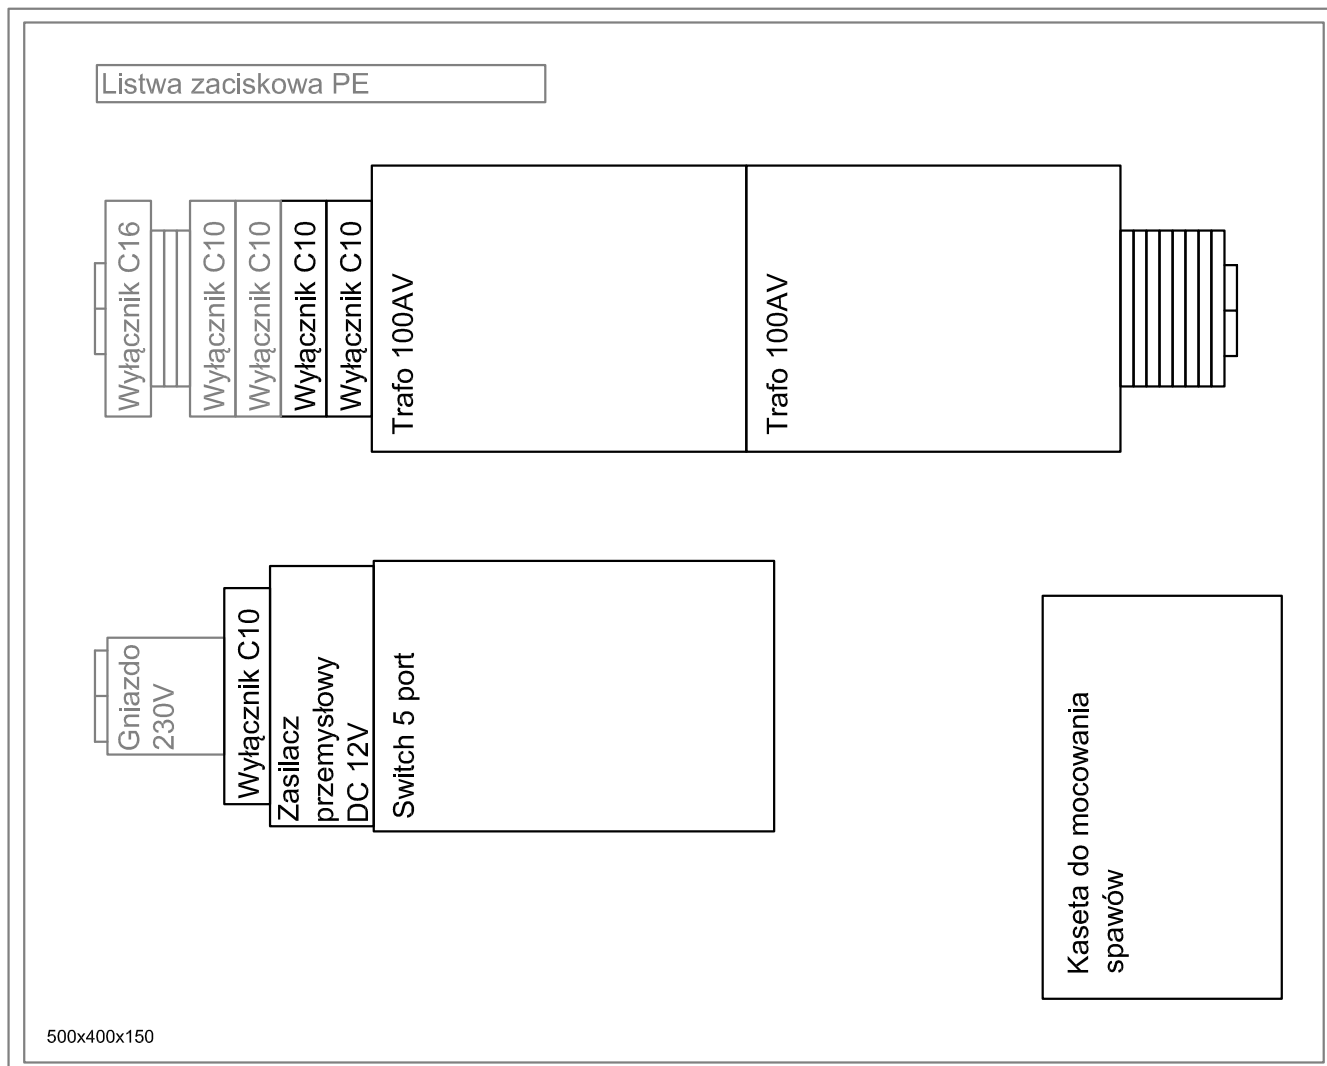 Listwa zaciskowa PE
Wyłącznik C16
Wyłącznik C10
Wyłącznik C10
Wyłącznik C10
Wyłącznik C10
Trafo 100AV
Trafo 100AV
Gniazdo
230V
Wyłącznik C10
Zasilacz
przemysłowy
DC 12V
Switch 5 port
Kaseta do mocowania
spawów
500x400x150